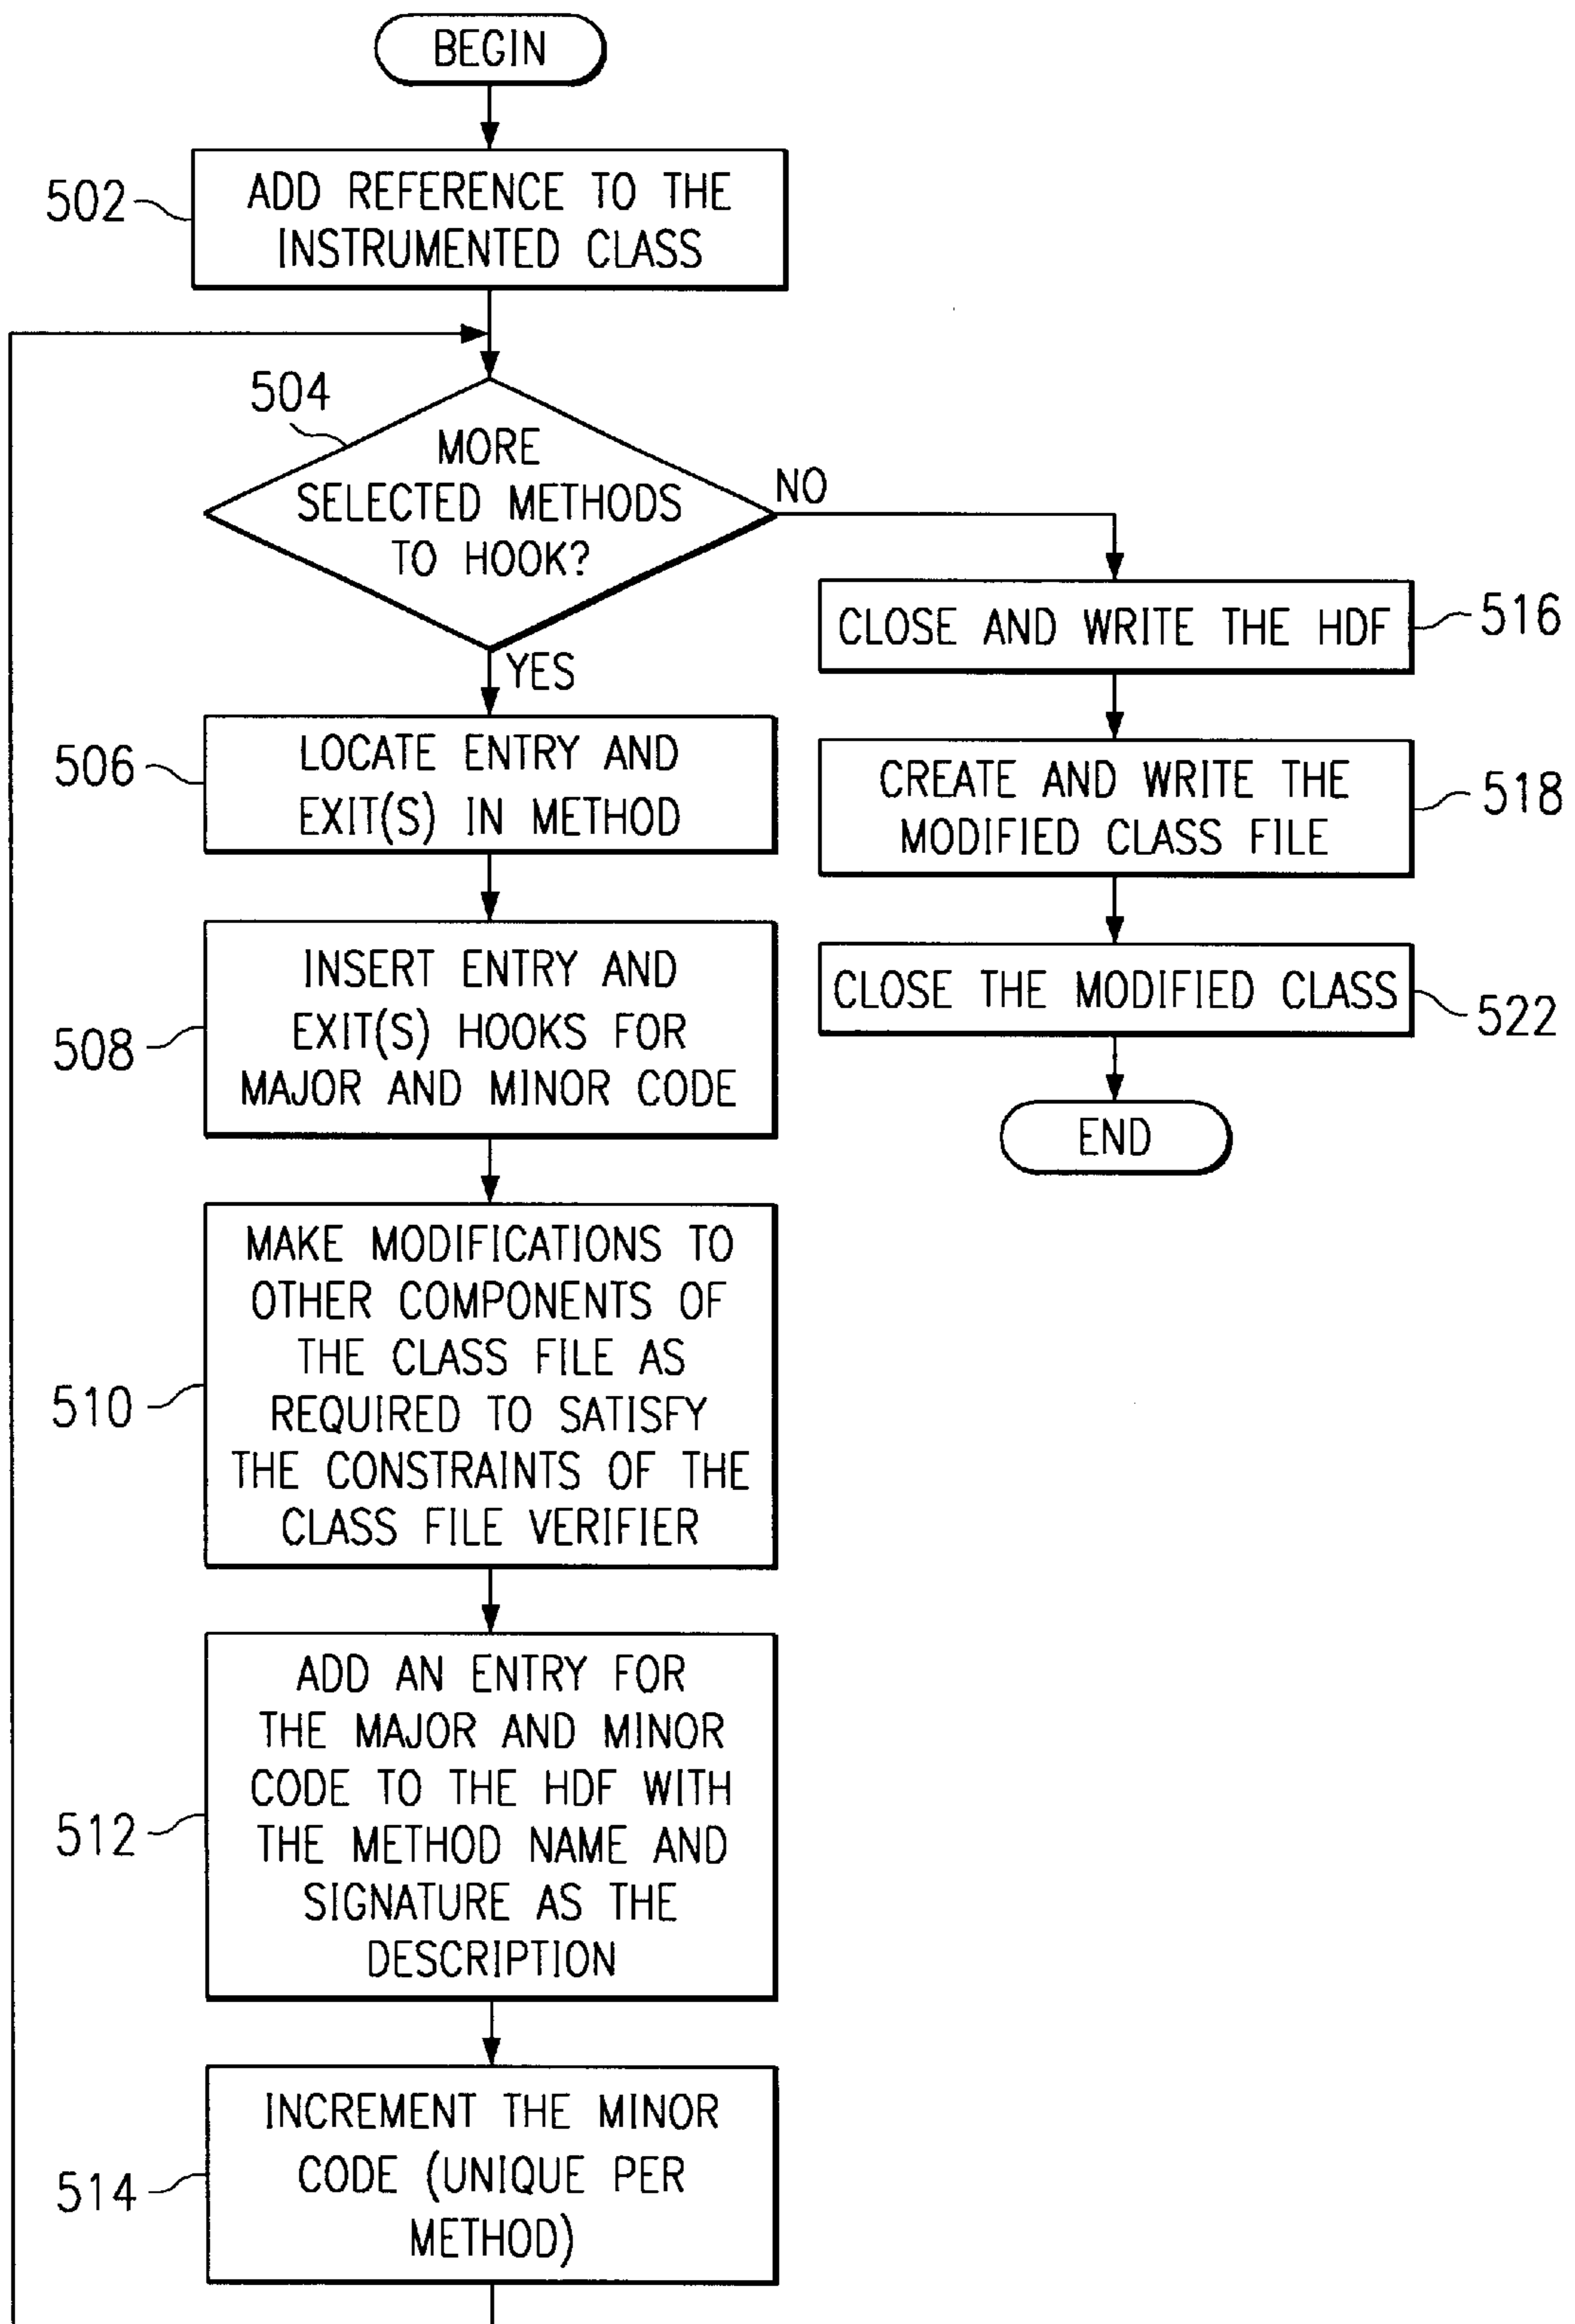 BEGIN
502
ADD REFERENCE TO THE
INSTRUMENTED CLASS
504
MORE
SELECTED METHODS
TO HOOK?
NO
YES
506
LOCATE ENTRY AND
EXIT(S) IN METHOD
508
INSERT ENTRY AND
EXIT(S) HOOKS FOR
MAJOR AND MINOR CODE
510
MAKE MODIFICATIONS TO
OTHER COMPONENTS OF
THE CLASS FILE AS
REQUIRED TO SATISFY
THE CONSTRAINTS OF THE
CLASS FILE VERIFIER
512
ADD AN ENTRY FOR
THE MAJOR AND MINOR
CODE TO THE HDF WITH
THE METHOD NAME AND
SIGNATURE AS THE
DESCRIPTION
514
INCREMENT THE MINOR
CODE (UNIQUE PER
METHOD)
CLOSE AND WRITE THE HDF
516
CREATE AND WRITE THE
MODIFIED CLASS FILE
518
CLOSE THE MODIFIED CLASS
522
END